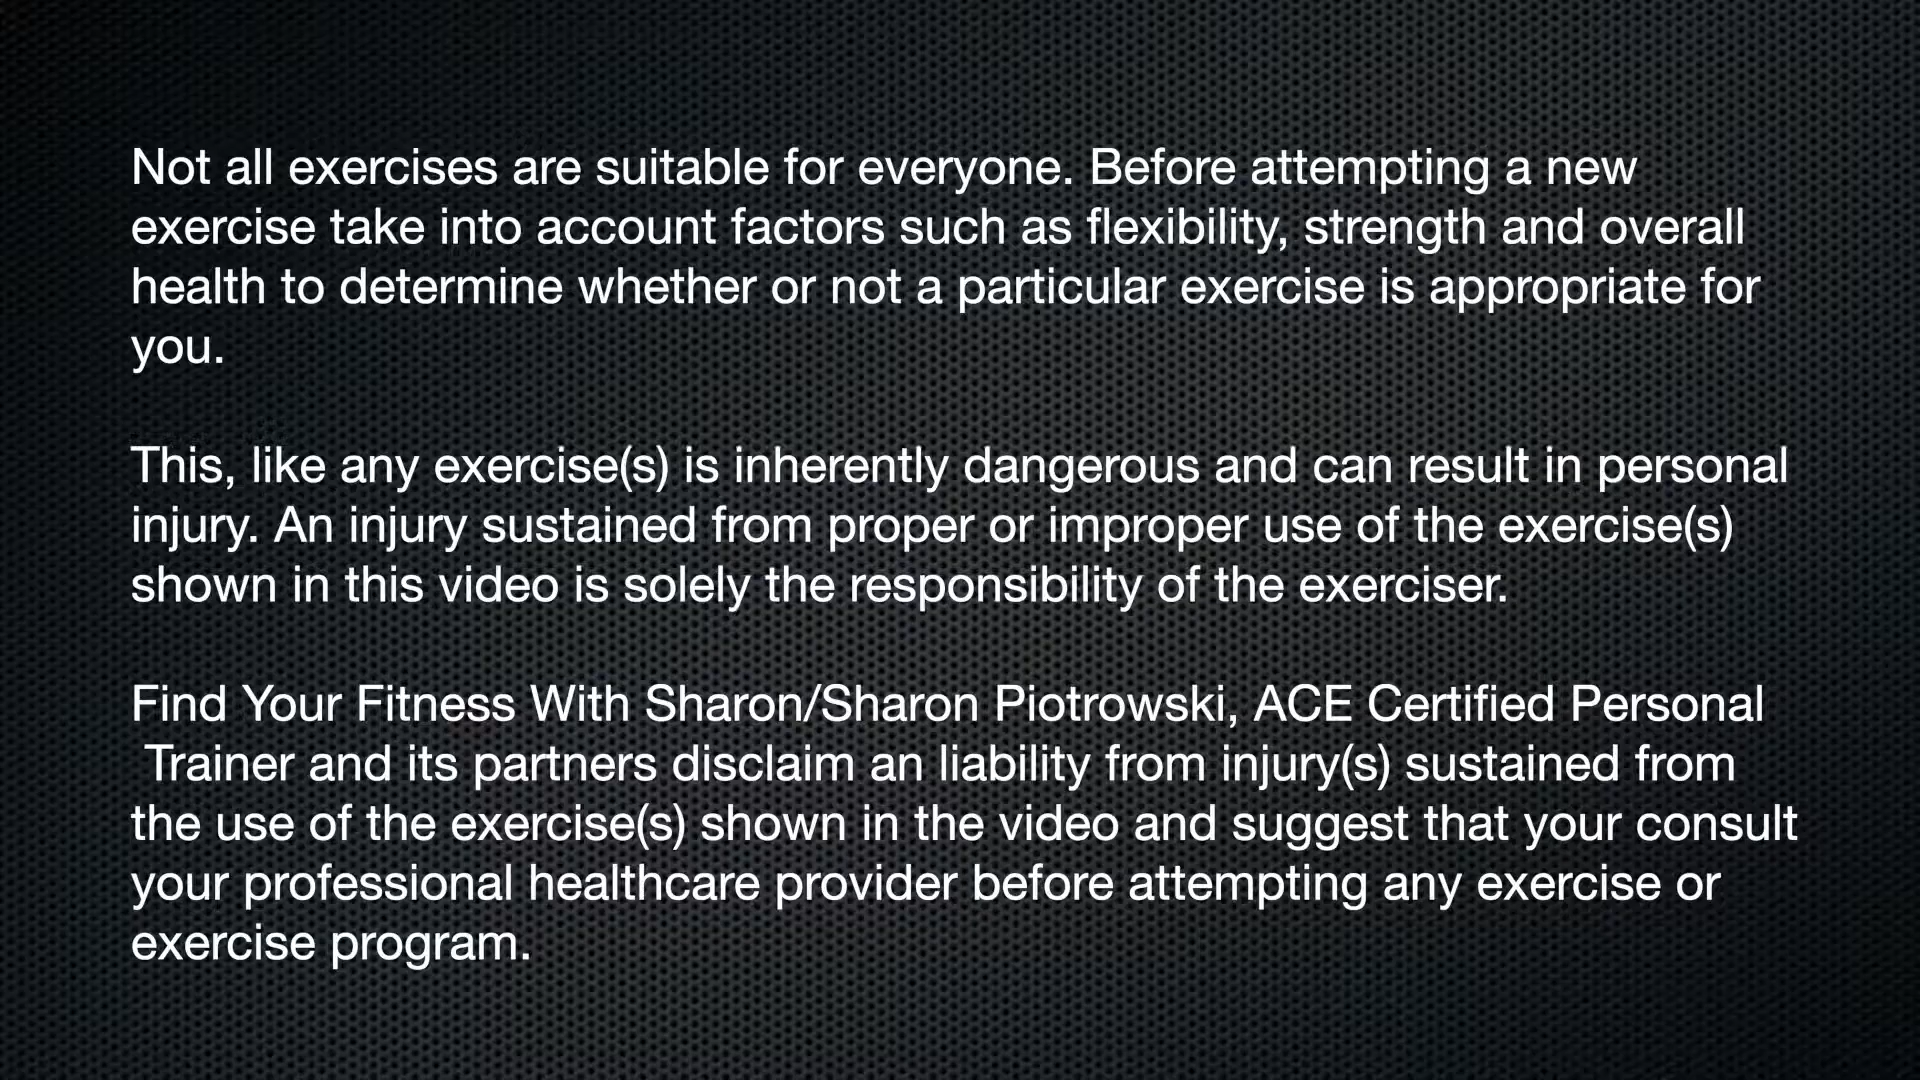 Not all exercises are suitable for everyone. Before attempting a new
exercise take into account factors such as flexibility, strength and overall
health to determine whether or not a particular exercise is appropriate for
you.
This, like any exercise(s) is inherently dangerous and can result in personal
injury. An injury sustained from proper or improper use of the exercise(s)
shown in this video is solely the responsibility of the exerciser.
Find Your Fitness With Sharon/Sharon Piotrowski, ACE Certified Personal
Trainer and its partners disclaim an liability from injury(s) sustained from
the use of the exercise(s) shown in the video and suggest that your consult
your professional healthcare provider before attempting any exercise or
exercise program.